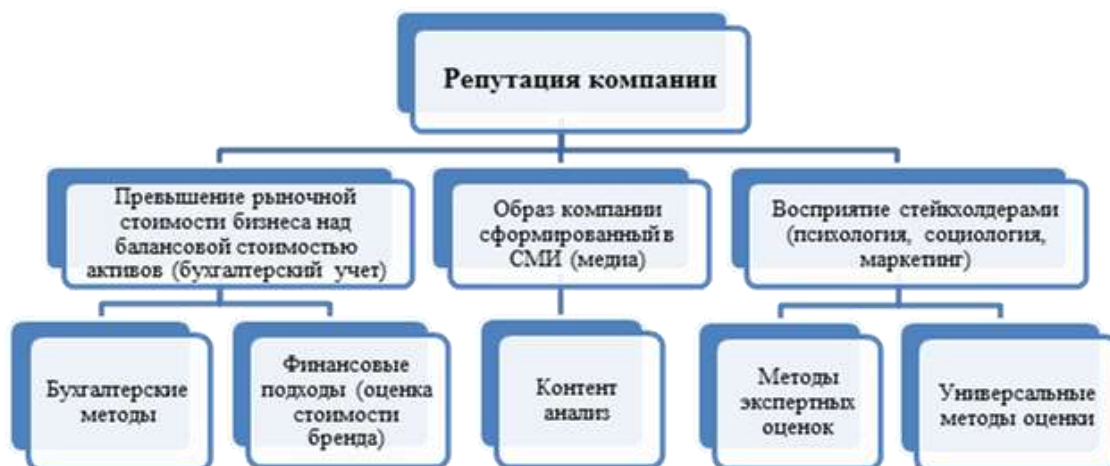 Репутация компании
Превышение рыночной
стоимости бизнеса над
балансовой стоимостью
активов (бухгалтерский учет)
Образ компании
сформированный в
СМИ (медиа)
Восприятие стейкхолдерами
(психология, социология,
маркетинг)
Бухгалтерские
методы
Финансовые
подходы (оценка
стоимости
бренда)
Контент
анализ
Методы
экспертных
оценок
Универсальные
методы оценки